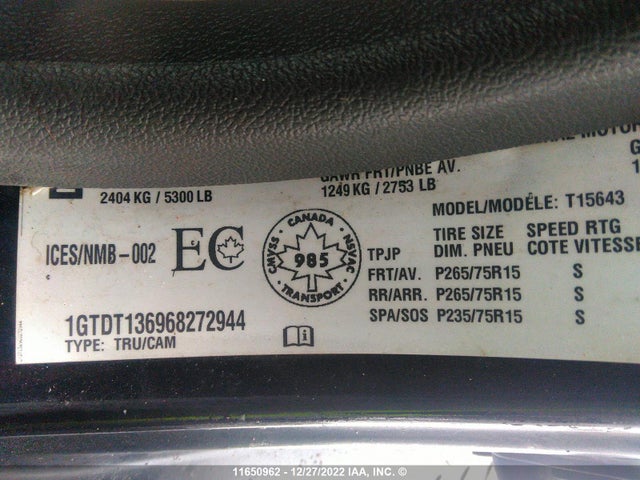 GAWR FRT/PNBE AV.
2404 KG / 5300 LB
1249 KG / 2753 LB
MODEL/MODÊLE: T15643
ICES/NMB-002
EC
CANADA
CMVSS
NSVAC
985
TRANSPORT
TIRE SIZE SPEED RTG
TPJP DIM. PNEU COTE VITESSE
FRT/AV. P265/75R15 S
RR/ARR. P265/75R15 S
SPA/SOS P235/75R15 S
1GTDT136968272944
TYPE: TRU/CAM
11650962 - 12/27/2022 IAA, INC. ©